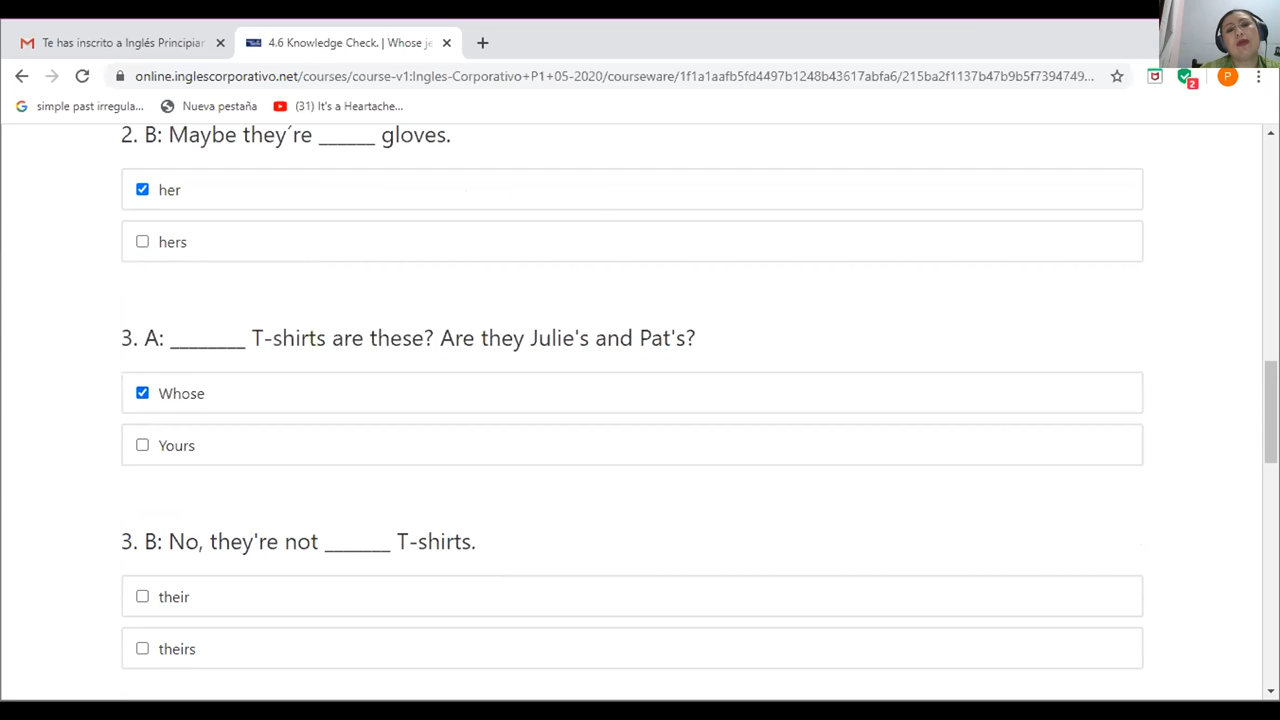 Te has inscrito a Inglés Principiar
4.6 Knowledge Check. | Whose je
online.inglescorporativo.net/courses/course-v1:Ingles-Corporativo+P1+05-2020/courseware/1f1a1aafb5fd4497b1248b43617abfa6/215ba2f1137b47b9b5f7394749...
2
P
simple past irregula...
Nueva pestaña
(31) It's a Heartache...
2. B: Maybe they´re ______ gloves.
her
hers
3. A: ________ T-shirts are these? Are they Julie's and Pat's?
Whose
Yours
3. B: No, they're not _______ T-shirts.
their
theirs